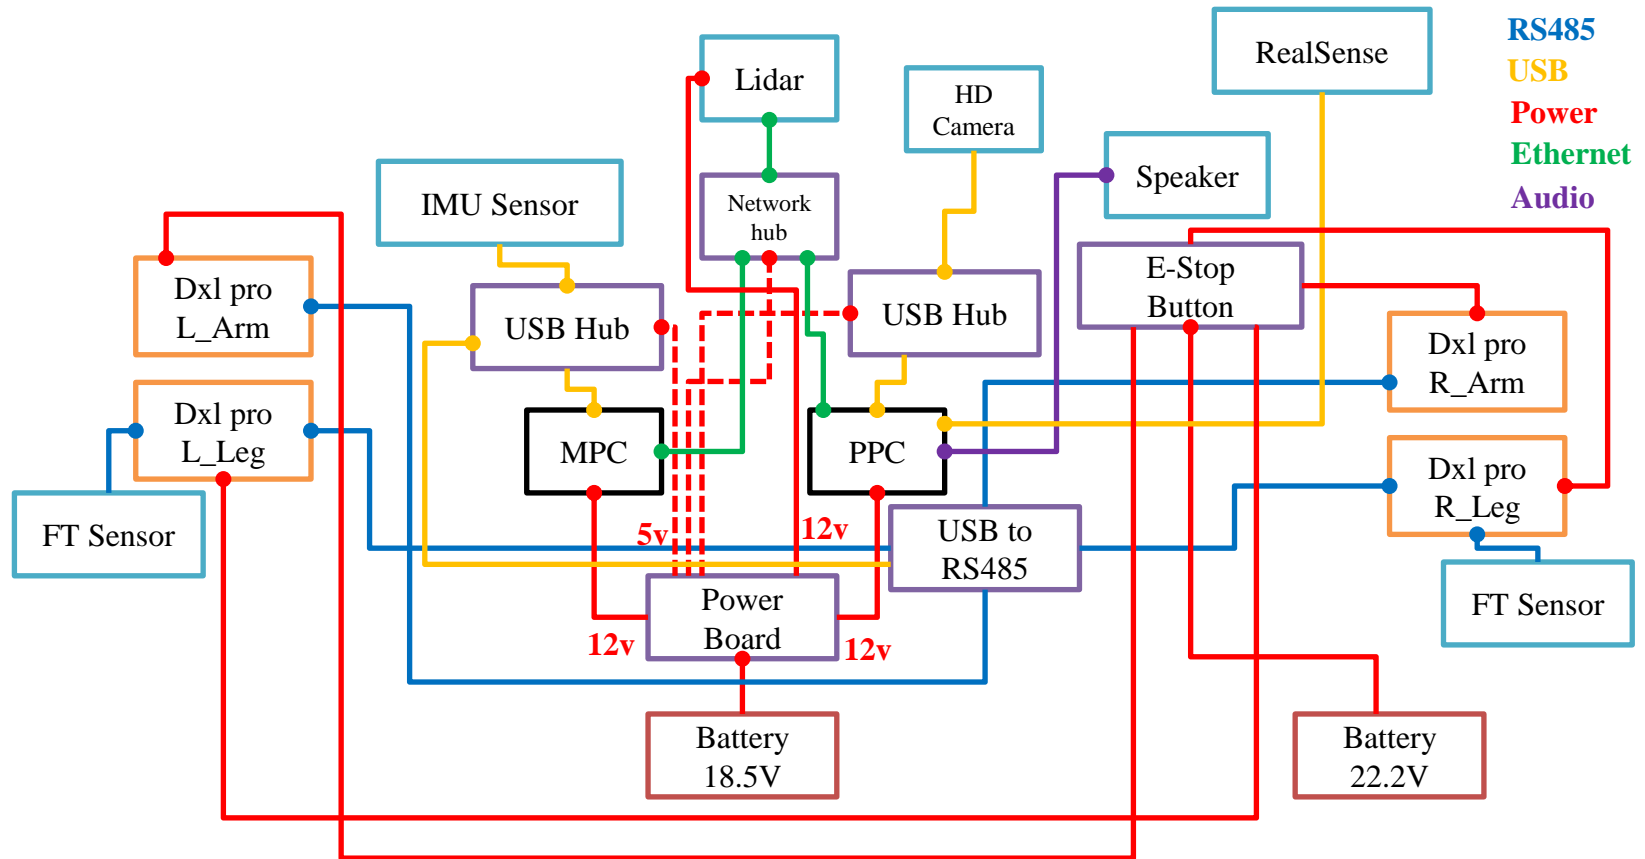 RealSense
RS485
USB
Power
Ethernet
Audio
Lidar
HD
Camera
Speaker
IMU Sensor
Network
hub
E-Stop
Button
Dxl pro
L_Arm
USB Hub
USB Hub
Dxl pro
R_Arm
Dxl pro
L_Leg
MPC
PPC
Dxl pro
R_Leg
FT Sensor
5v
12v
USB to
RS485
FT Sensor
Power
Board
12v
12v
Battery
18.5V
Battery
22.2V